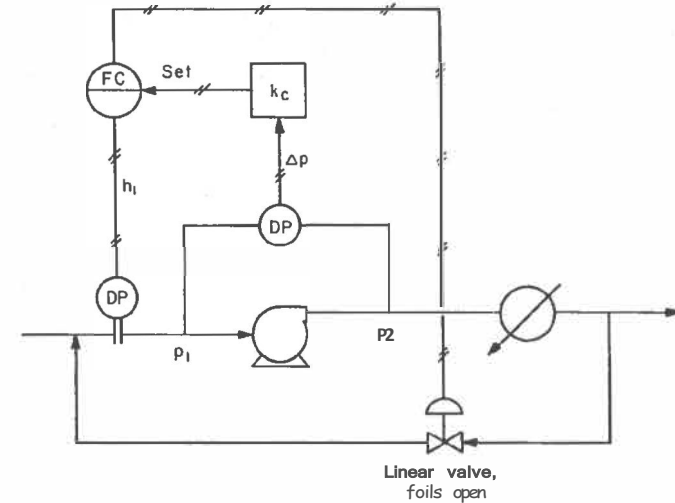 FC
Set
kc
Δp
h1
DP
DP
p1
P2
Linear valve,
foils open